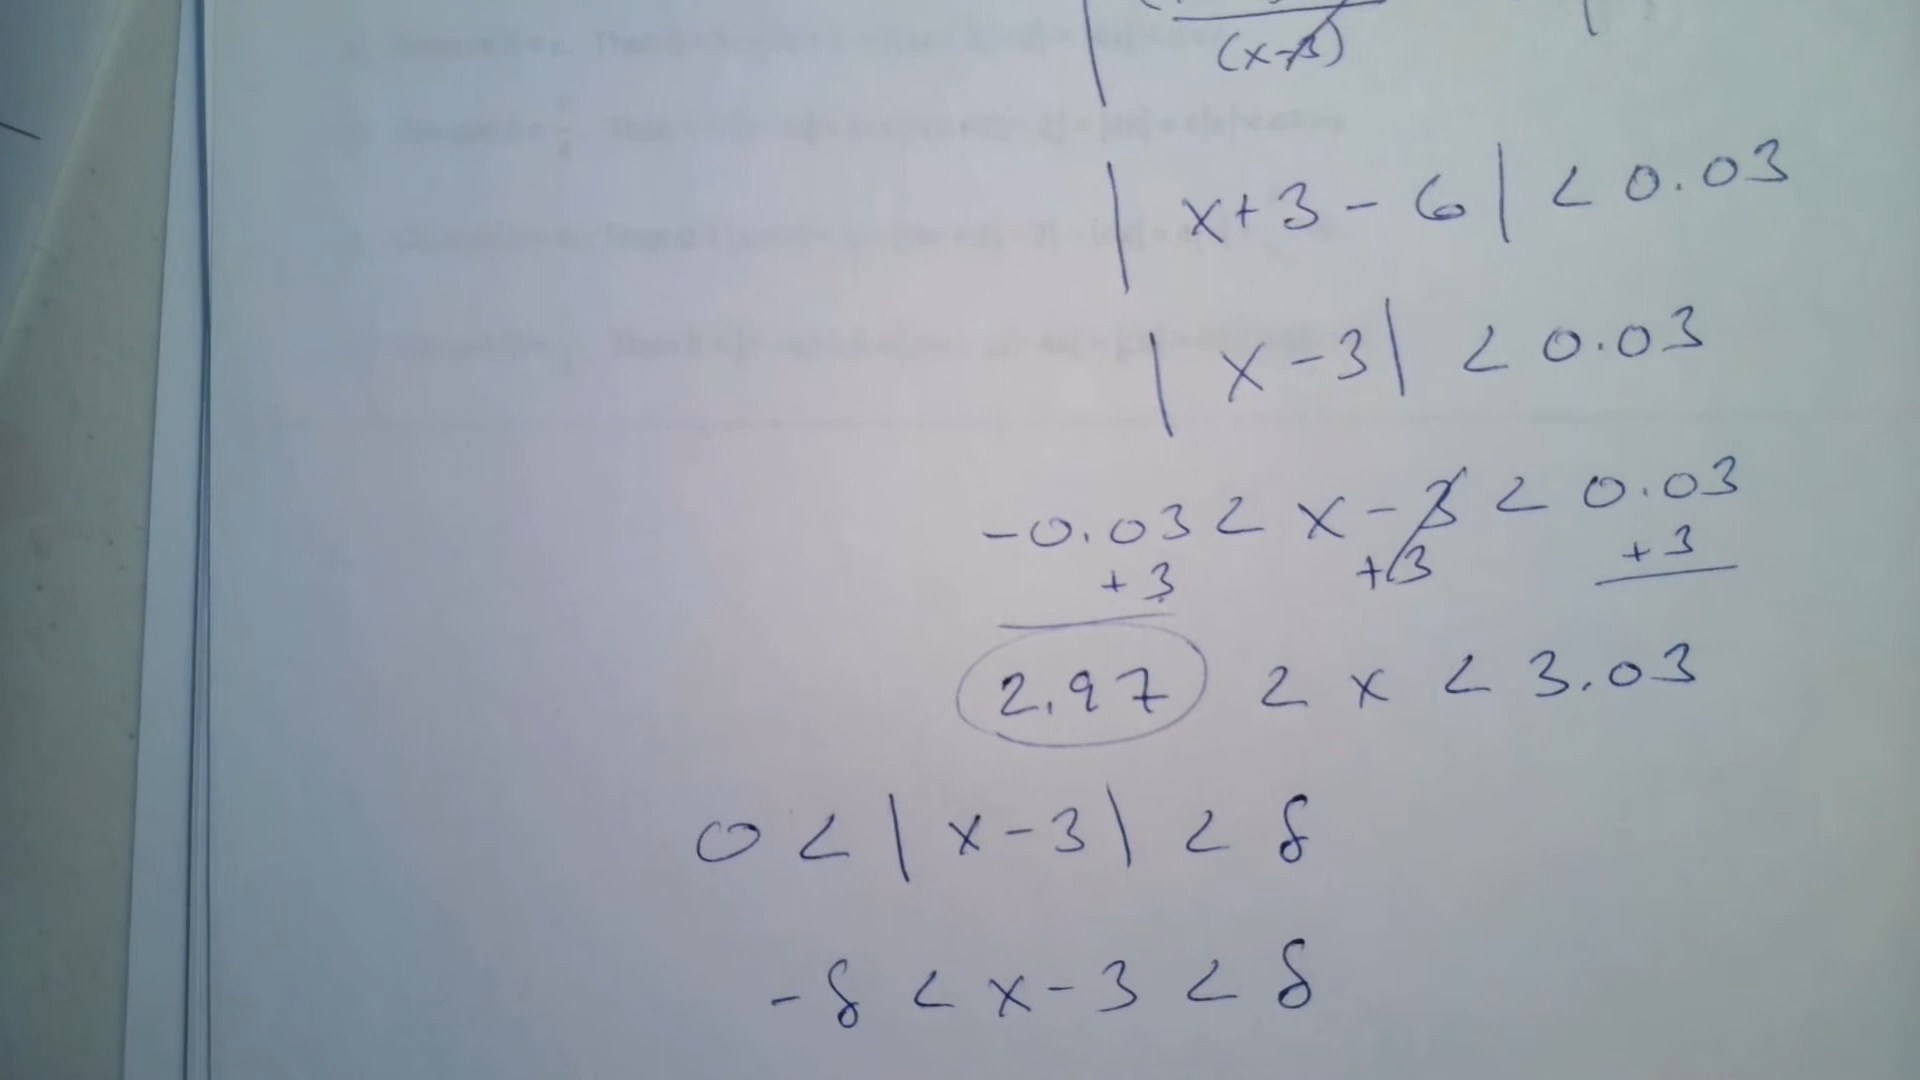 (x-3)
| x+3-6 | < 0.03
| x-3 | < 0.03
-0.03 < x-3 < 0.03
+3 +3 +3
2.97 < x < 3.03
0 < | x-3 | < δ
-δ < x-3 < δ